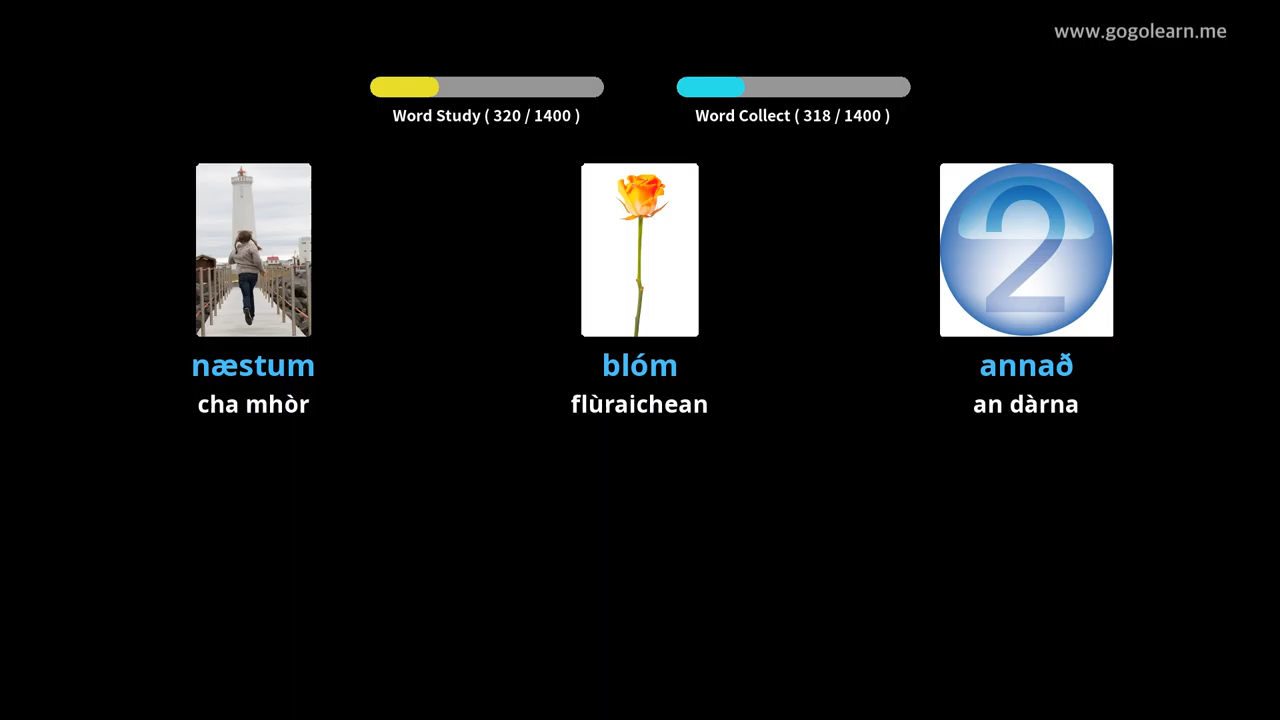 www.gogolearn.me
Word Study ( 320 / 1400 )
Word Collect ( 318 / 1400 )
2
næstum
blóm
annað
cha mhòr
flùraichean
an dàrna